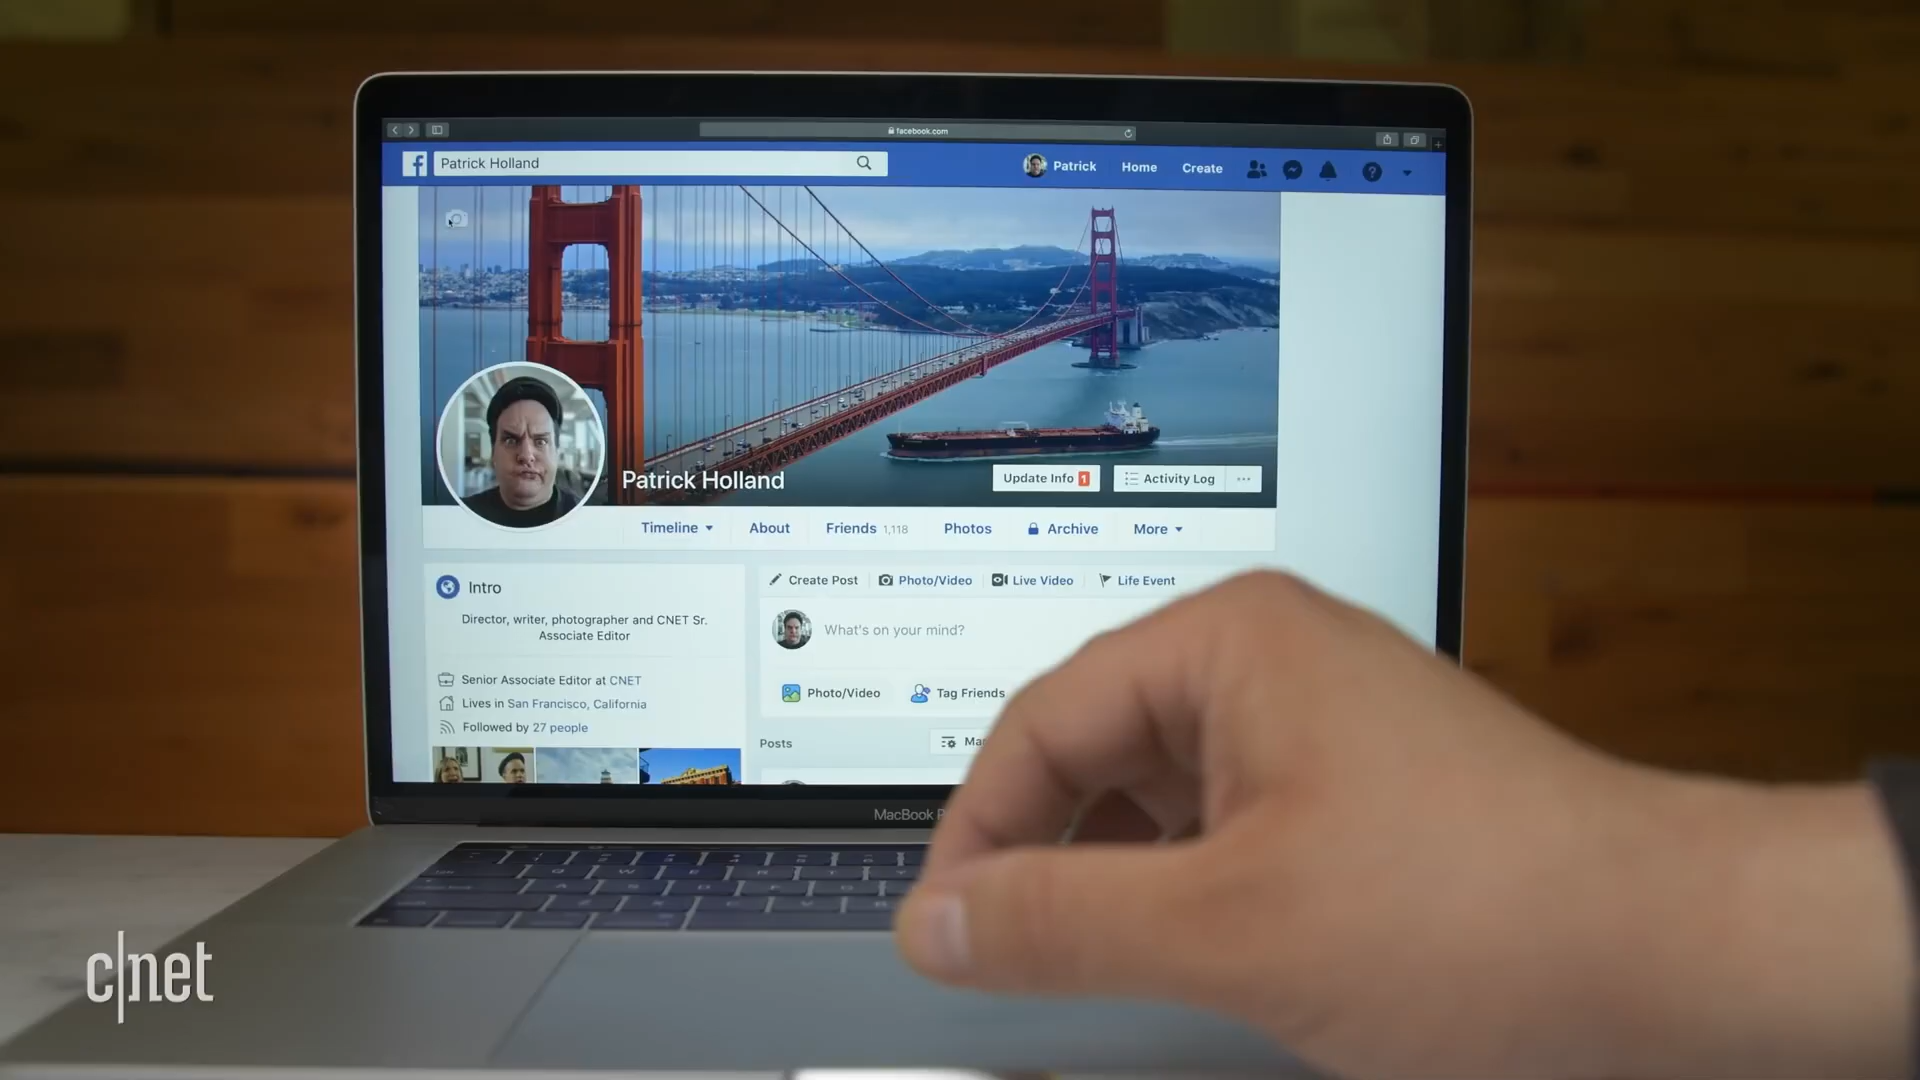 facebook.com
Patrick Holland
Patrick
Home
Create
Patrick Holland
Update Info 1
Activity Log
Timeline
About
Friends 1,118
Photos
Archive
More
Intro
Director, writer, photographer and CNET Sr.
Associate Editor
Senior Associate Editor at CNET
Lives in San Francisco, California
Followed by 27 people
Create Post
Photo/Video
Live Video
Life Event
What's on your mind?
Photo/Video
Tag Friends
Posts
MacBook
c|net